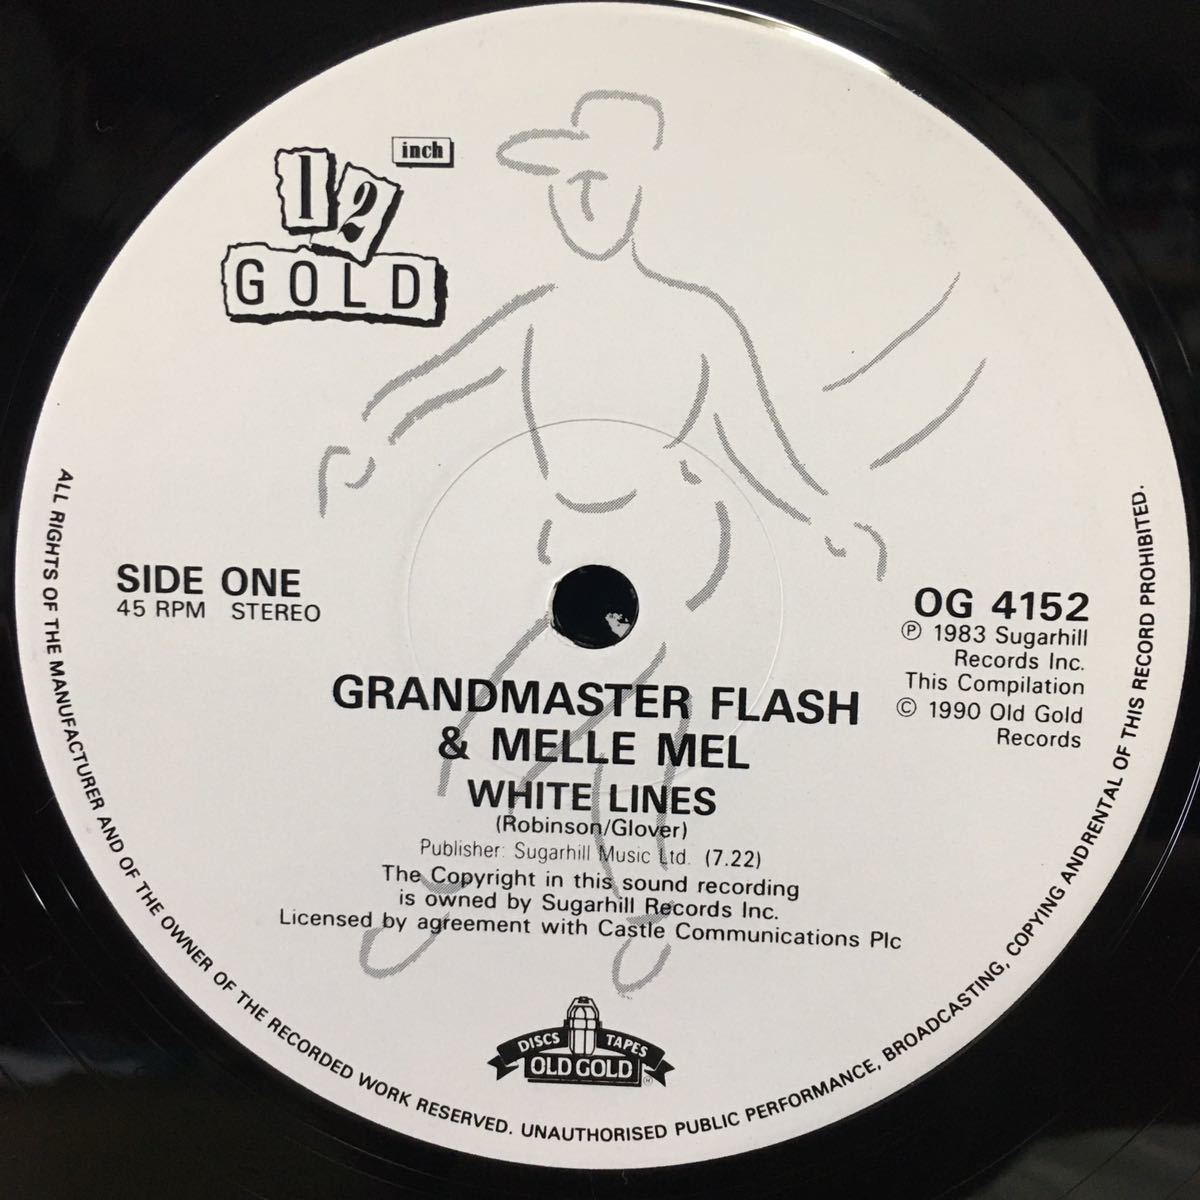 12 inch
GOLD
SIDE ONE
45 RPM STEREO
OG 4152
℗ 1983 Sugarhill
Records Inc.
This Compilation
© 1990 Old Gold
Records
GRANDMASTER FLASH
& MELLE MEL
WHITE LINES
(Robinson/Glover)
Publisher: Sugarhill Music Ltd. (7.22)
The Copyright in this sound recording
is owned by Sugarhill Records Inc.
Licensed by agreement with Castle Communications Plc
DISCS TAPES
OLD GOLD
ALL RIGHTS OF THE MANUFACTURER AND OF THE OWNER OF THE RECORDED WORK RESERVED. UNAUTHORISED PUBLIC PERFORMANCE, BROADCASTING, COPYING AND RENTAL OF THIS RECORD PROHIBITED.